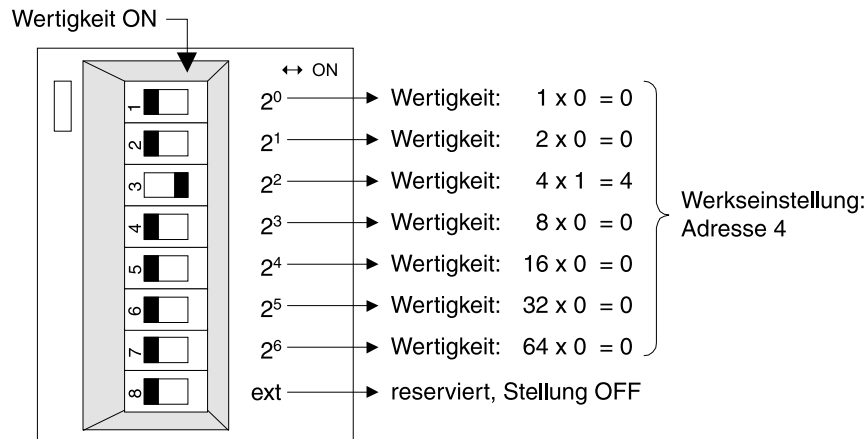 Wertigkeit ON
↔ ON
1 2⁰ Wertigkeit: 1 x 0 = 0
2 2¹ Wertigkeit: 2 x 0 = 0
3 2² Wertigkeit: 4 x 1 = 4
4 2³ Wertigkeit: 8 x 0 = 0
5 2⁴ Wertigkeit: 16 x 0 = 0
6 2⁵ Wertigkeit: 32 x 0 = 0
7 2⁶ Wertigkeit: 64 x 0 = 0
8 ext reserviert, Stellung OFF
Werkseinstellung:
Adresse 4